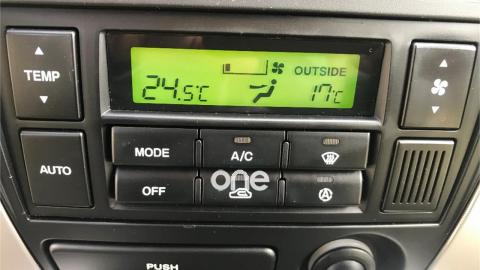 TEMP
OUTSIDE
24.5℃
17℃
AUTO
MODE
A/C
OFF
one
A
PUSH